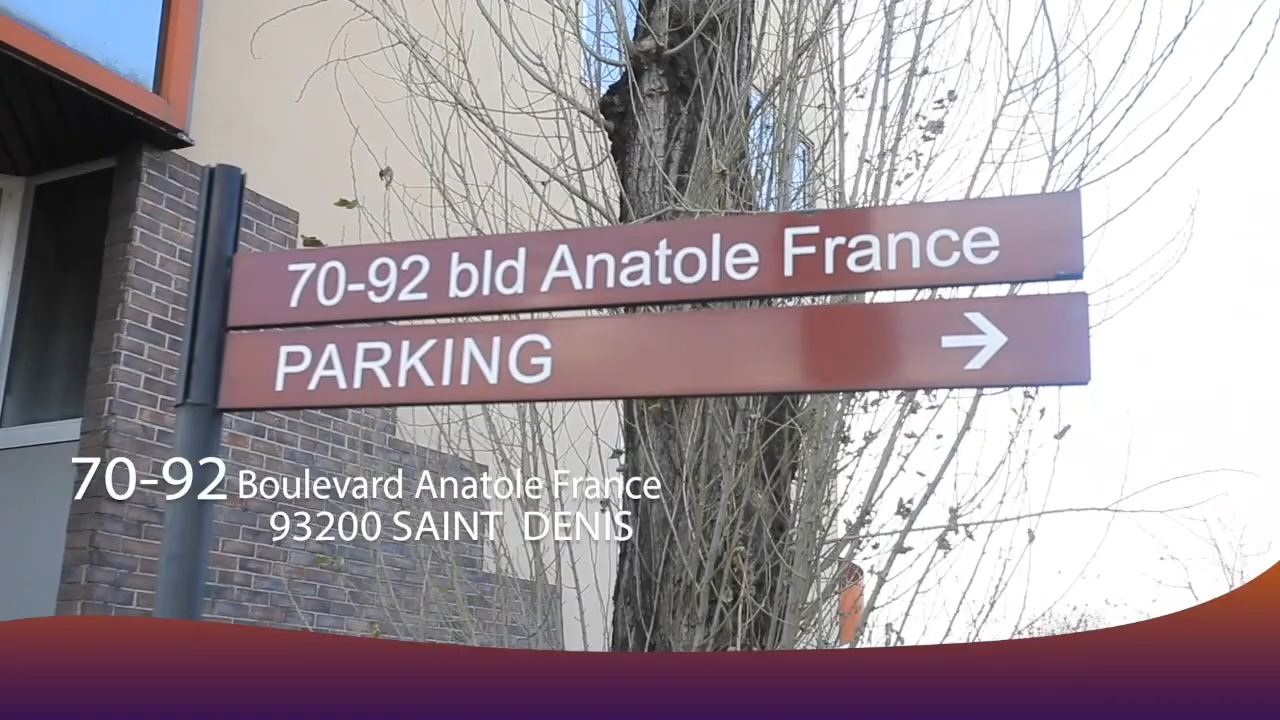 70-92 bld Anatole France
PARKING →
70-92 Boulevard Anatole France
93200 SAINT DENIS